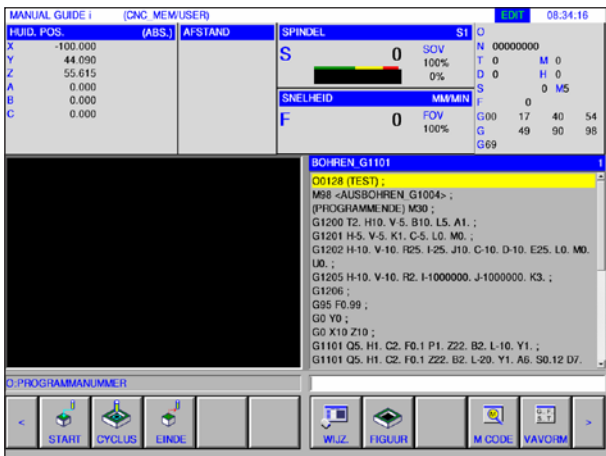 MANUAL GUIDE i (CNC_MEM/USER) EDIT 08:34:16
HUID. POS. (ABS.) AFSTAND
X -100.000
Y 44.090
Z 55.615
A 0.000
B 0.000
C 0.000
SPINDEL S1
S 0 SOV
100%
0%
SNELHEID MM/MIN
F 0 FOV
100%
O
N 00000000
T 0 M 0
D 0 H 0
S 0 M5
F 0
G00 17 40 54
G 49 90 98
G69
BOHREN_G1101 1
O0128 (TEST) ;
M98 <AUSBOHREN_G1004> ;
(PROGRAMMENDE) M30 ;
G1200 T2. H10. V-5. B10. L5. A1. ;
G1201 H-5. V-5. K1. C-5. L0. M0. ;
G1202 H-10. V-10. R25. I-25. J10. C-10. D-10. E25. L0. M0.
U0. ;
G1205 H-10. V-10. R2. I-1000000. J-1000000. K3. ;
G1206 ;
G95 F0.99 ;
G0 Y0 ;
G0 X10 Z10 ;
G1101 Q5. H1. C2. F0.1 P1. Z22. B2. L-10. Y1. ;
G1101 Q5. H1. C2. F0.1 Z22. B2. L-20. Y1. A6. S0.12 D7.
O:PROGRAMMANUMMER
< START CYCLUS EINDE WIJZ. FIGUUR M CODE VAVORM >